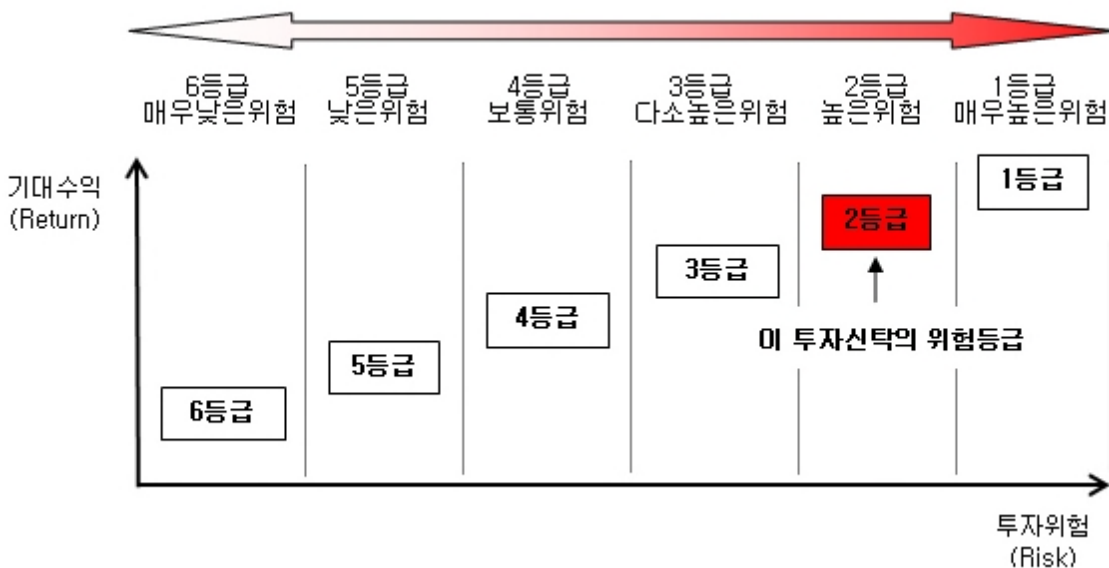 6등급
매우낮은위험
5등급
낮은위험
4등급
보통위험
3등급
다소높은위험
2등급
높은위험
1등급
매우높은위험
기대수익
(Return)
1등급
2등급
3등급
4등급
이 투자신탁의 위험등급
5등급
6등급
투자위험
(Risk)